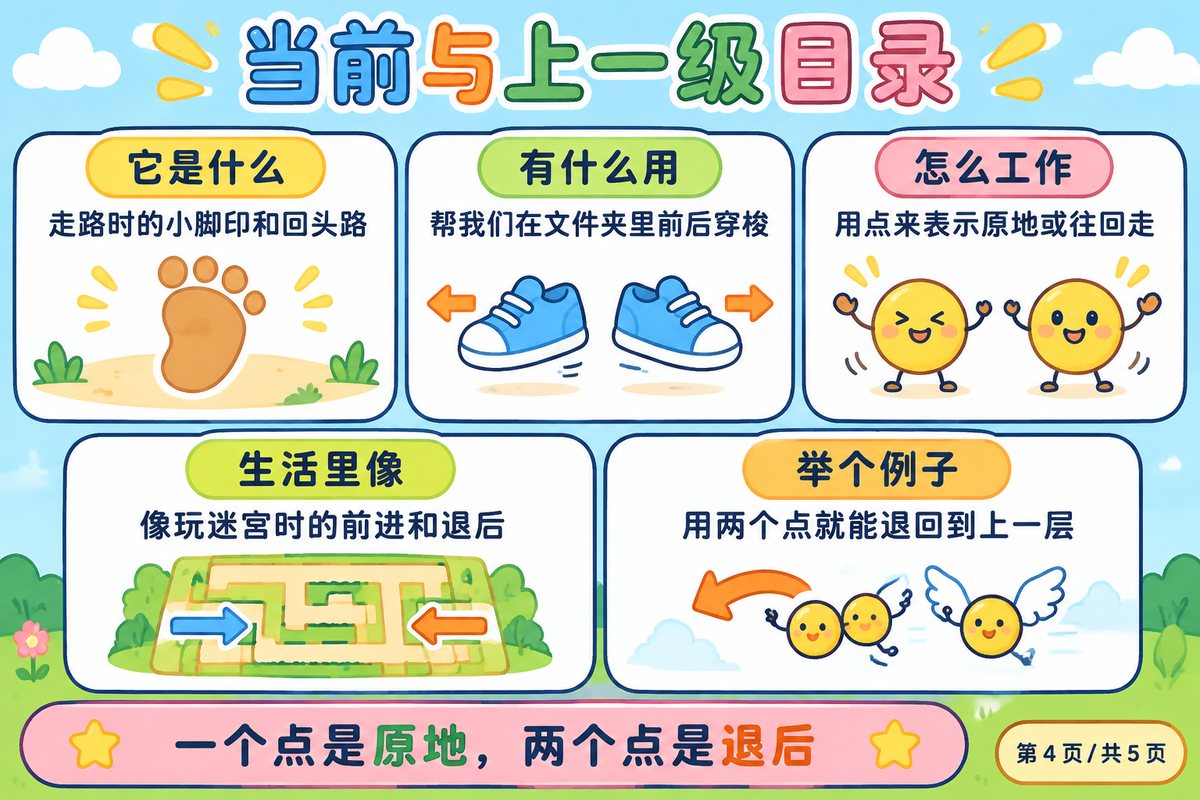 当前与上一级目录
它是什么
走路时的小脚印和回头路
有什么用
帮我们在文件夹里前后穿梭
怎么工作
用点来表示原地或往回走
生活里像
像玩迷宫时的前进和退后
举个例子
用两个点就能退回到上一层
一个点是原地，两个点是退后
第4页/共5页